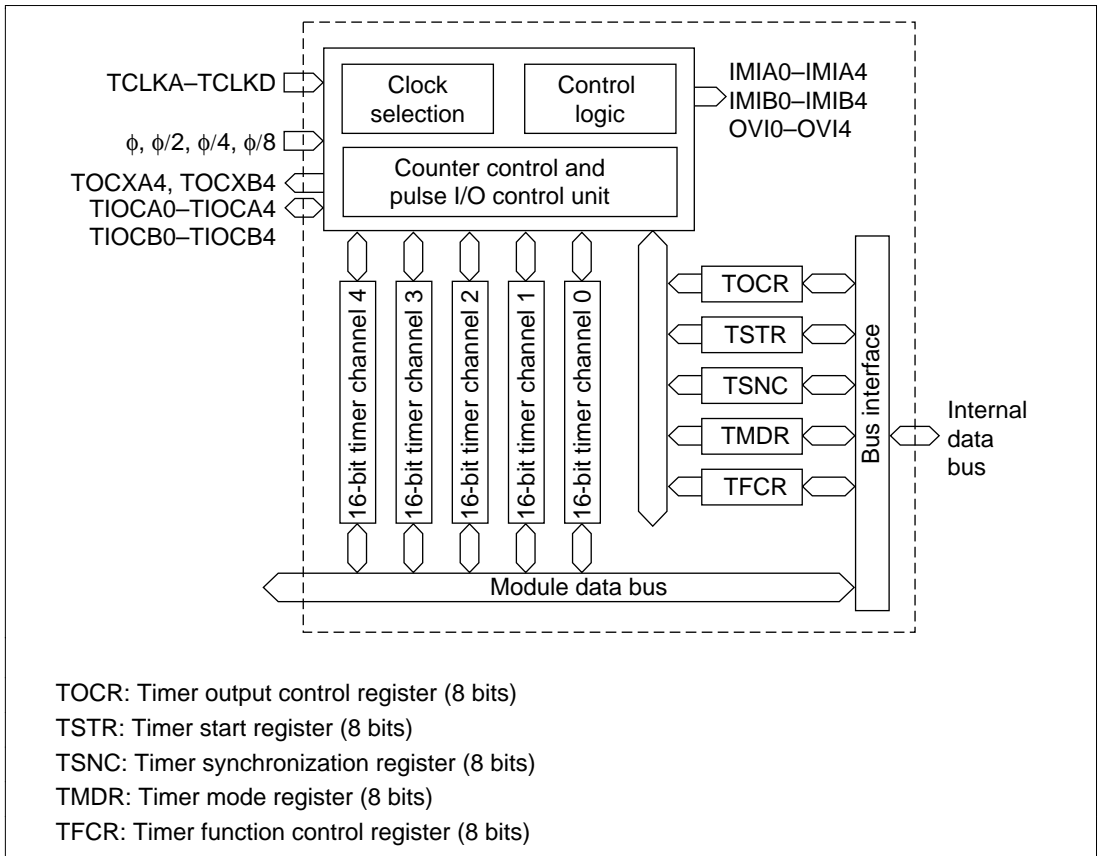 TCLKA–TCLKD
ϕ, ϕ/2, ϕ/4, ϕ/8
TOCXA4, TOCXB4
TIOCA0–TIOCA4
TIOCB0–TIOCB4
Clock
selection
Control
logic
Counter control and
pulse I/O control unit
IMIA0–IMIA4
IMIB0–IMIB4
OVI0–OVI4
16-bit timer channel 4
16-bit timer channel 3
16-bit timer channel 2
16-bit timer channel 1
16-bit timer channel 0
TOCR
TSTR
TSNC
TMDR
TFCR
Bus interface
Internal
data
bus
Module data bus
TOCR: Timer output control register (8 bits)
TSTR: Timer start register (8 bits)
TSNC: Timer synchronization register (8 bits)
TMDR: Timer mode register (8 bits)
TFCR: Timer function control register (8 bits)